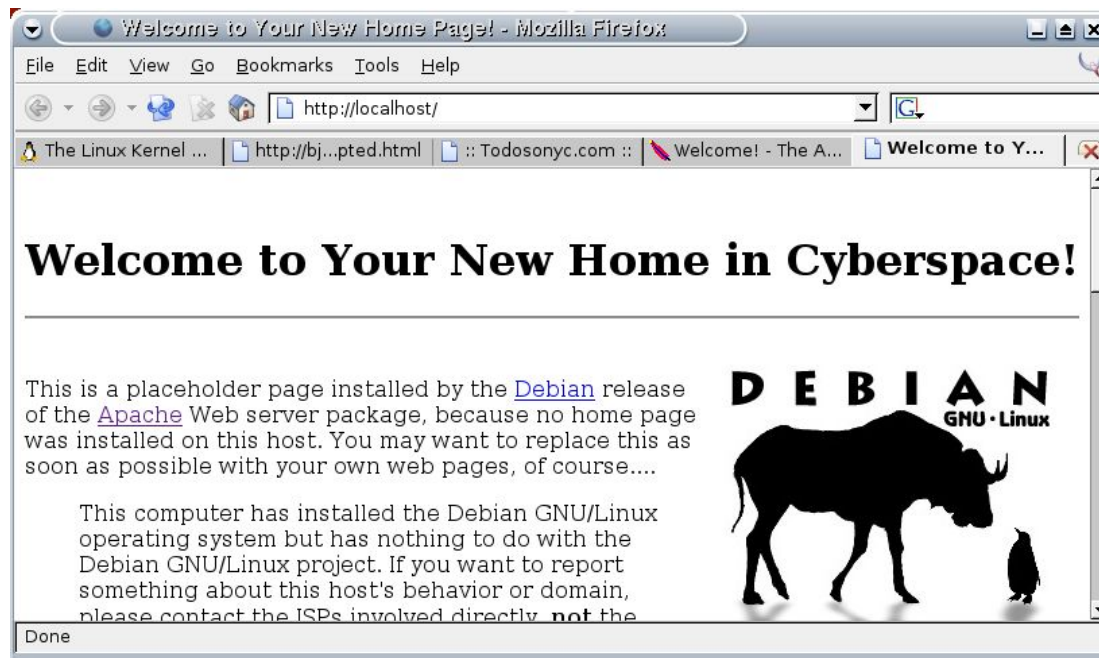 Welcome to Your New Home Page! - Mozilla Firefox
File Edit View Go Bookmarks Tools Help
http://localhost/ G
The Linux Kernel ... http://bj...pted.html :: Todosonyc.com :: Welcome! - The A... Welcome to Y...
Welcome to Your New Home in Cyberspace!
This is a placeholder page installed by the Debian release
of the Apache Web server package, because no home page
was installed on this host. You may want to replace this as
soon as possible with your own web pages, of course....
DEBIAN
GNU·Linux
This computer has installed the Debian GNU/Linux
operating system but has nothing to do with the
Debian GNU/Linux project. If you want to report
something about this host's behavior or domain,
please contact the ISPs involved directly, not the
Done